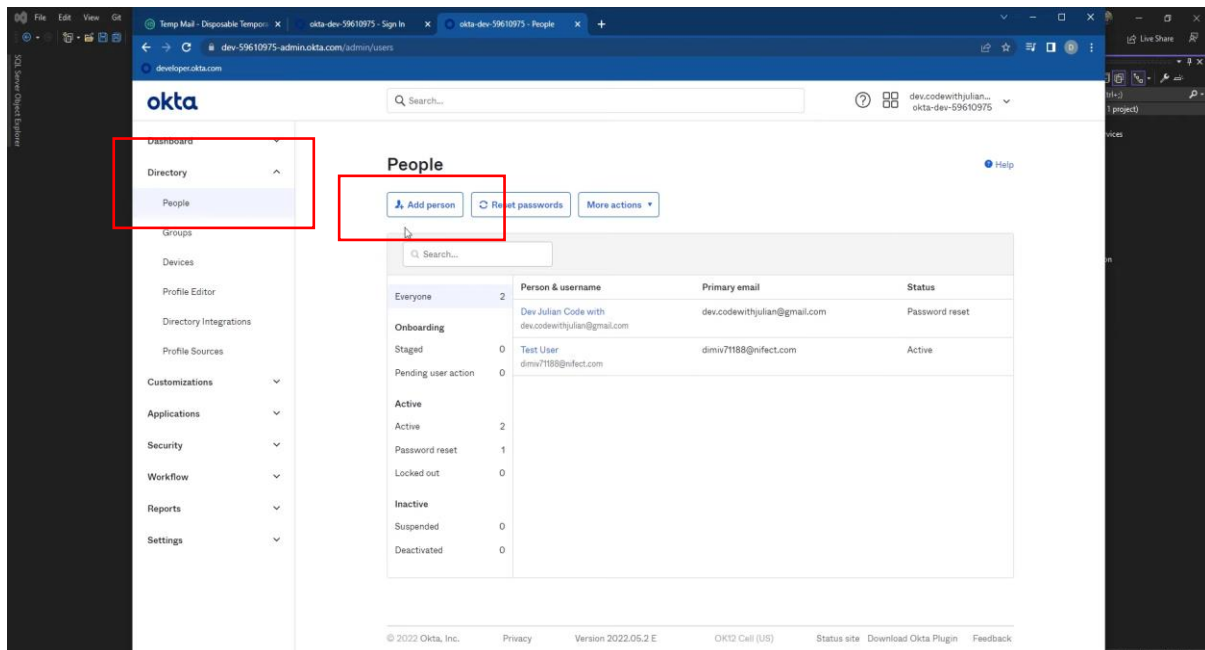 File Edit View Git
Temp Mail - Disposable Tempor
okta-dev-59610975 - Sign In
okta-dev-59610975 - People
Live Share
dev-59610975-admin.okta.com/admin/users
developer.okta.com
SQL Server Object Explorer
okta
Search...
dev.codewithjulian...
okta-dev-59610975
1 project)
vices
Dashboard
Directory
People
Groups
Devices
Profile Editor
Directory Integrations
Profile Sources
Customizations
Applications
Security
Workflow
Reports
Settings
People
Help
Add person
Reset passwords
More actions
Search...
Person & username
Primary email
Status
Everyone 2
Dev Julian Code with
dev.codewithjulian@gmail.com
dev.codewithjulian@gmail.com
Password reset
Onboarding
Staged 0
Test User
dimiv71188@nifect.com
dimiv71188@nifect.com
Active
Pending user action 0
Active
Active 2
Password reset 1
Locked out 0
Inactive
Suspended 0
Deactivated 0
© 2022 Okta, Inc.
Privacy
Version 2022.05.2 E
OK12 Cell (US)
Status site
Download Okta Plugin
Feedback